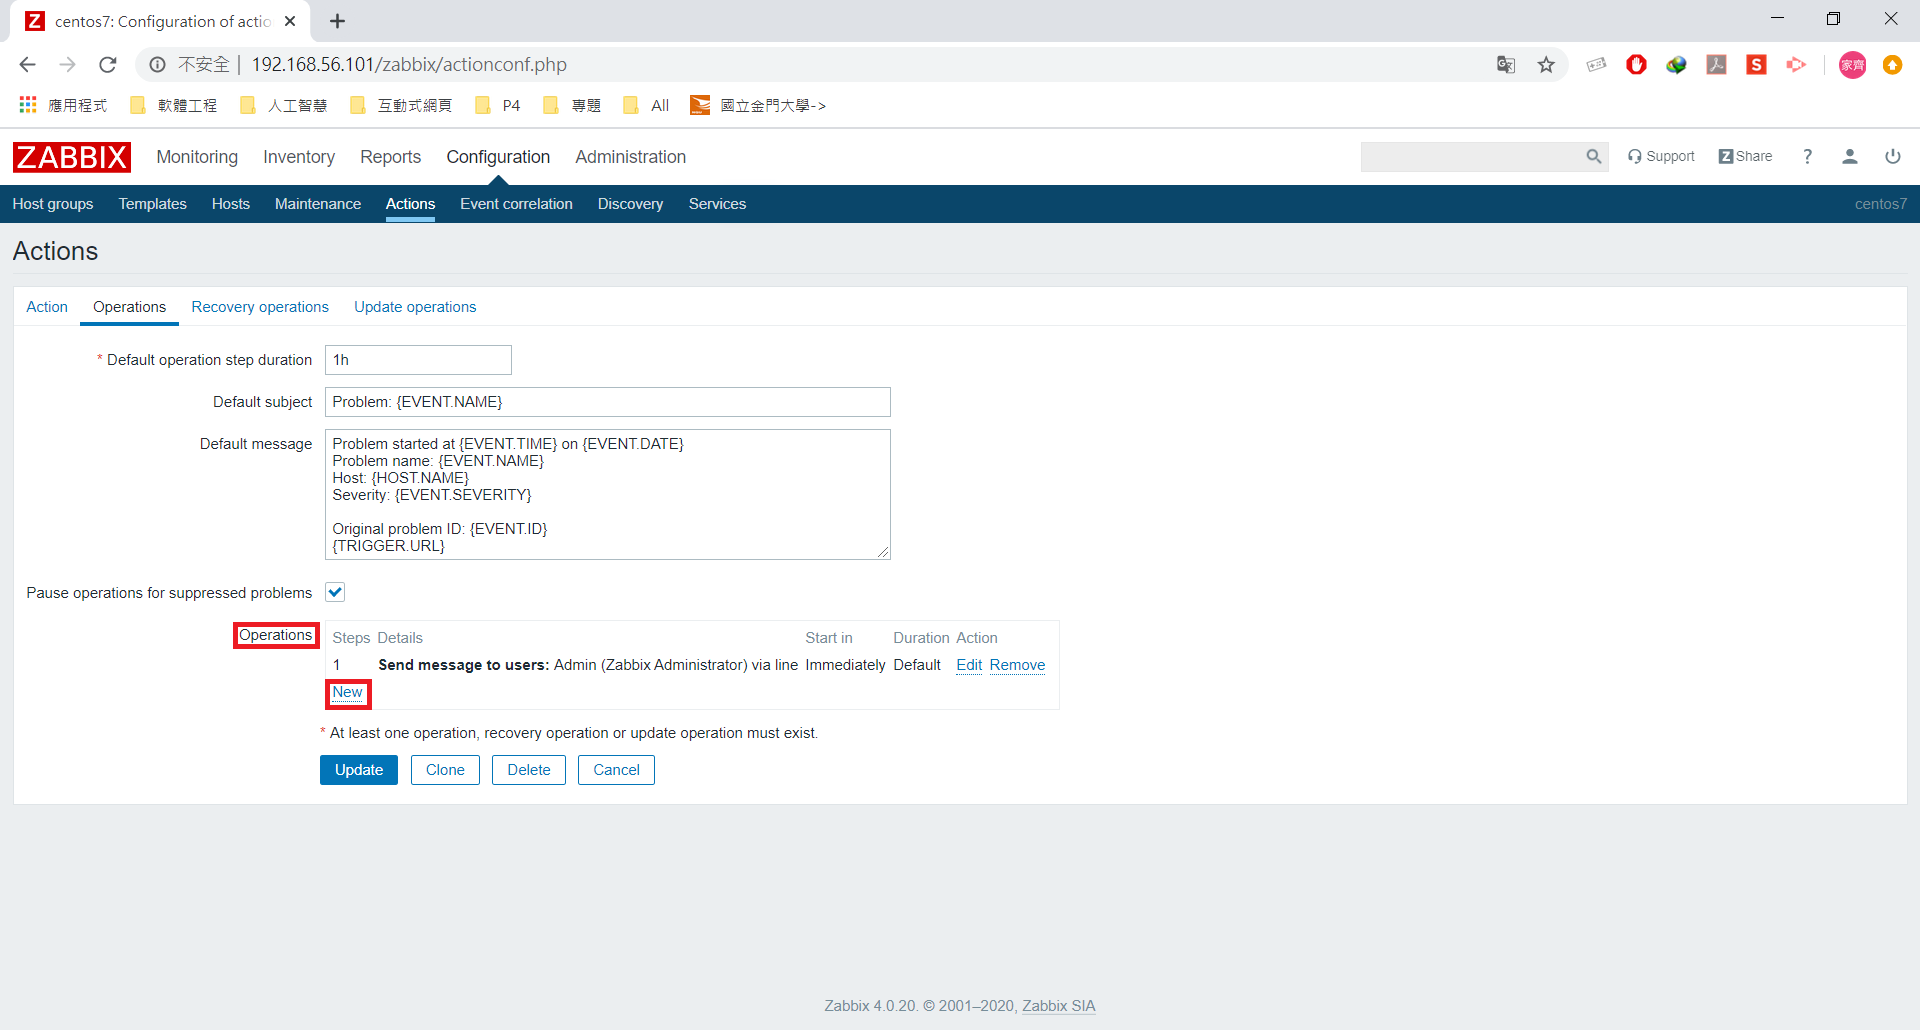 centos7: Configuration of actio
不安全 | 192.168.56.101/zabbix/actionconf.php
家齊
應用程式 軟體工程 人工智慧 互動式網頁 P4 專題 All 國立金門大學->
ZABBIX Monitoring Inventory Reports Configuration Administration Support Z Share ?
Host groups Templates Hosts Maintenance Actions Event correlation Discovery Services centos7
Actions
Action Operations Recovery operations Update operations
* Default operation step duration 1h
Default subject Problem: {EVENT.NAME}
Default message Problem started at {EVENT.TIME} on {EVENT.DATE}
Problem name: {EVENT.NAME}
Host: {HOST.NAME}
Severity: {EVENT.SEVERITY}
Original problem ID: {EVENT.ID}
{TRIGGER.URL}
Pause operations for suppressed problems
Operations Steps Details Start in Duration Action
1 Send message to users: Admin (Zabbix Administrator) via line Immediately Default Edit Remove
New
* At least one operation, recovery operation or update operation must exist.
Update Clone Delete Cancel
Zabbix 4.0.20. © 2001–2020, Zabbix SIA